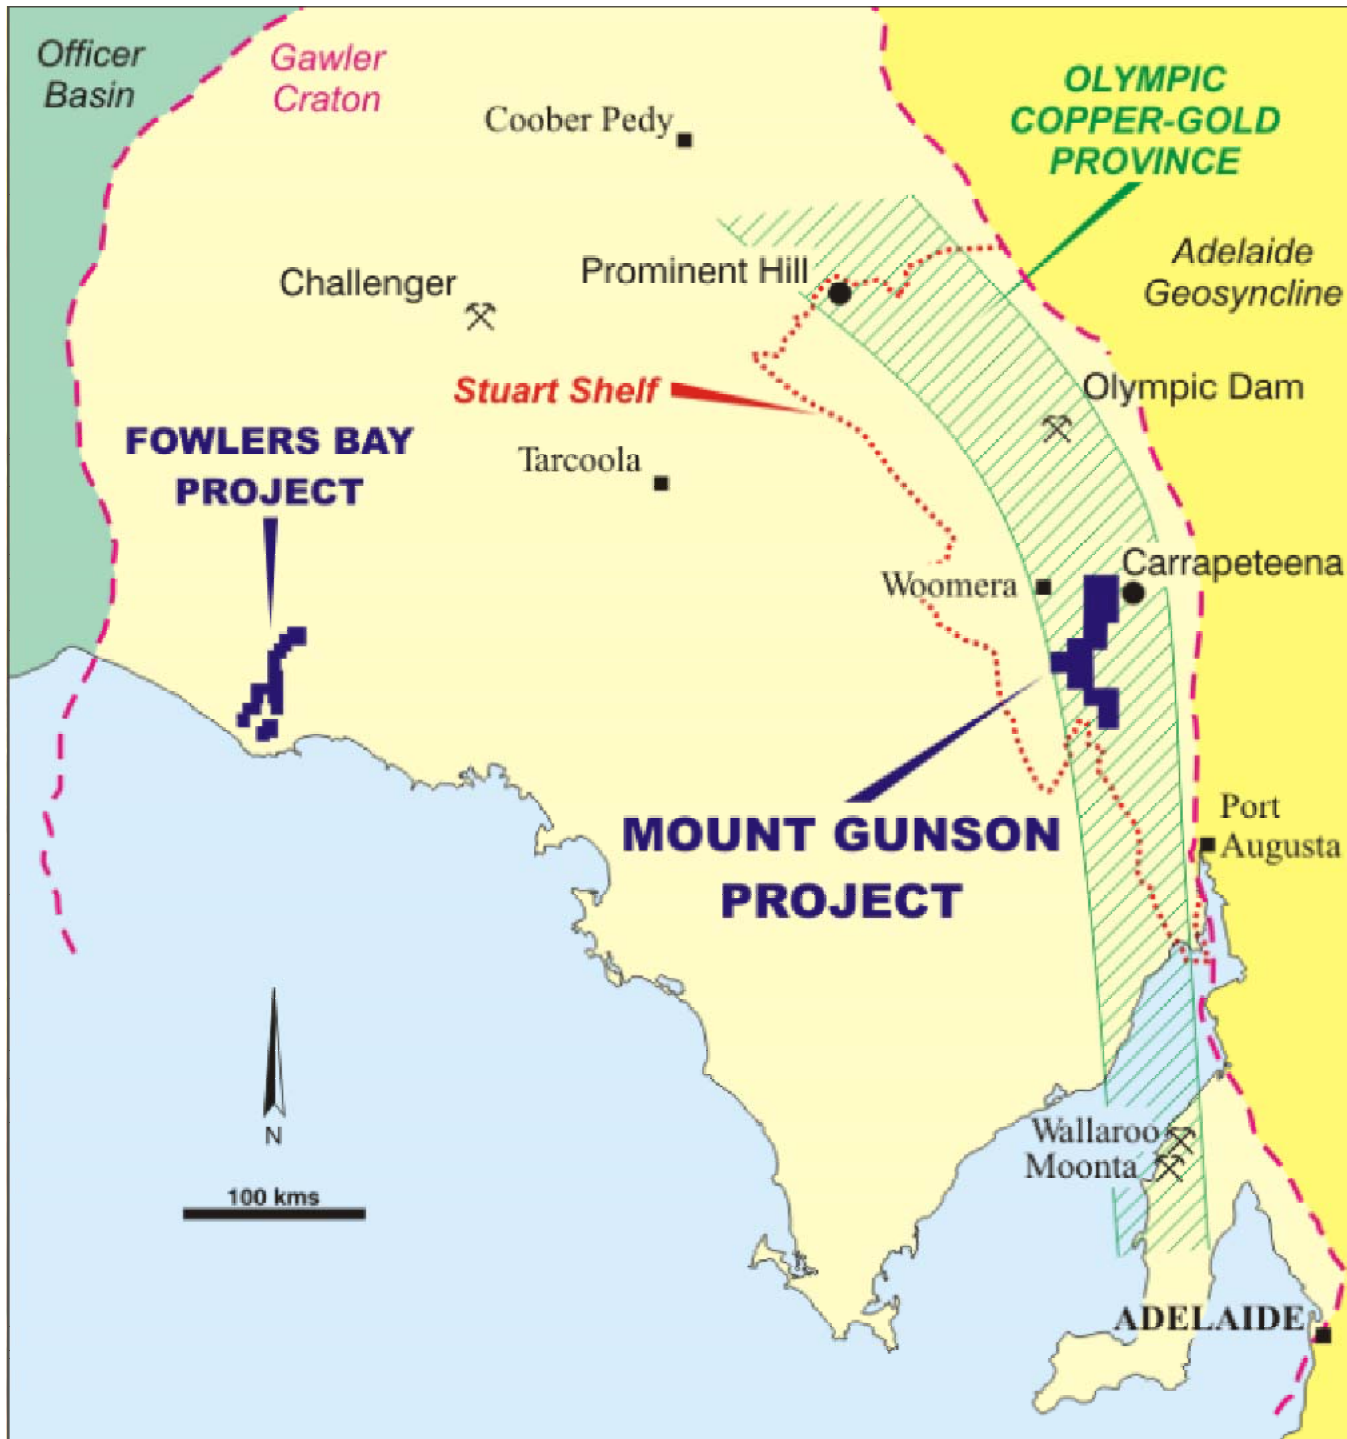 Officer
Basin
Gawler
Craton
OLYMPIC
COPPER-GOLD
PROVINCE
Coober Pedy
Adelaide
Geosyncline
Prominent Hill
Challenger
Stuart Shelf
Olympic Dam
FOWLERS BAY
PROJECT
Tarcoola
Carrapeteena
Woomera
Port
Augusta
MOUNT GUNSON
PROJECT
N
Wallaroo
Moonta
100 kms
ADELAIDE